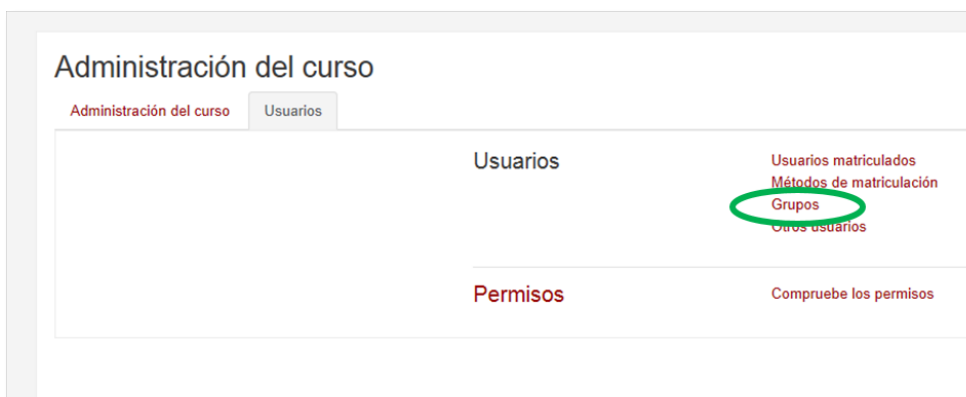 Administración del curso
Administración del curso Usuarios
Usuarios
Usuarios matriculados
Métodos de matriculación
Grupos
Otros usuarios
Permisos
Compruebe los permisos